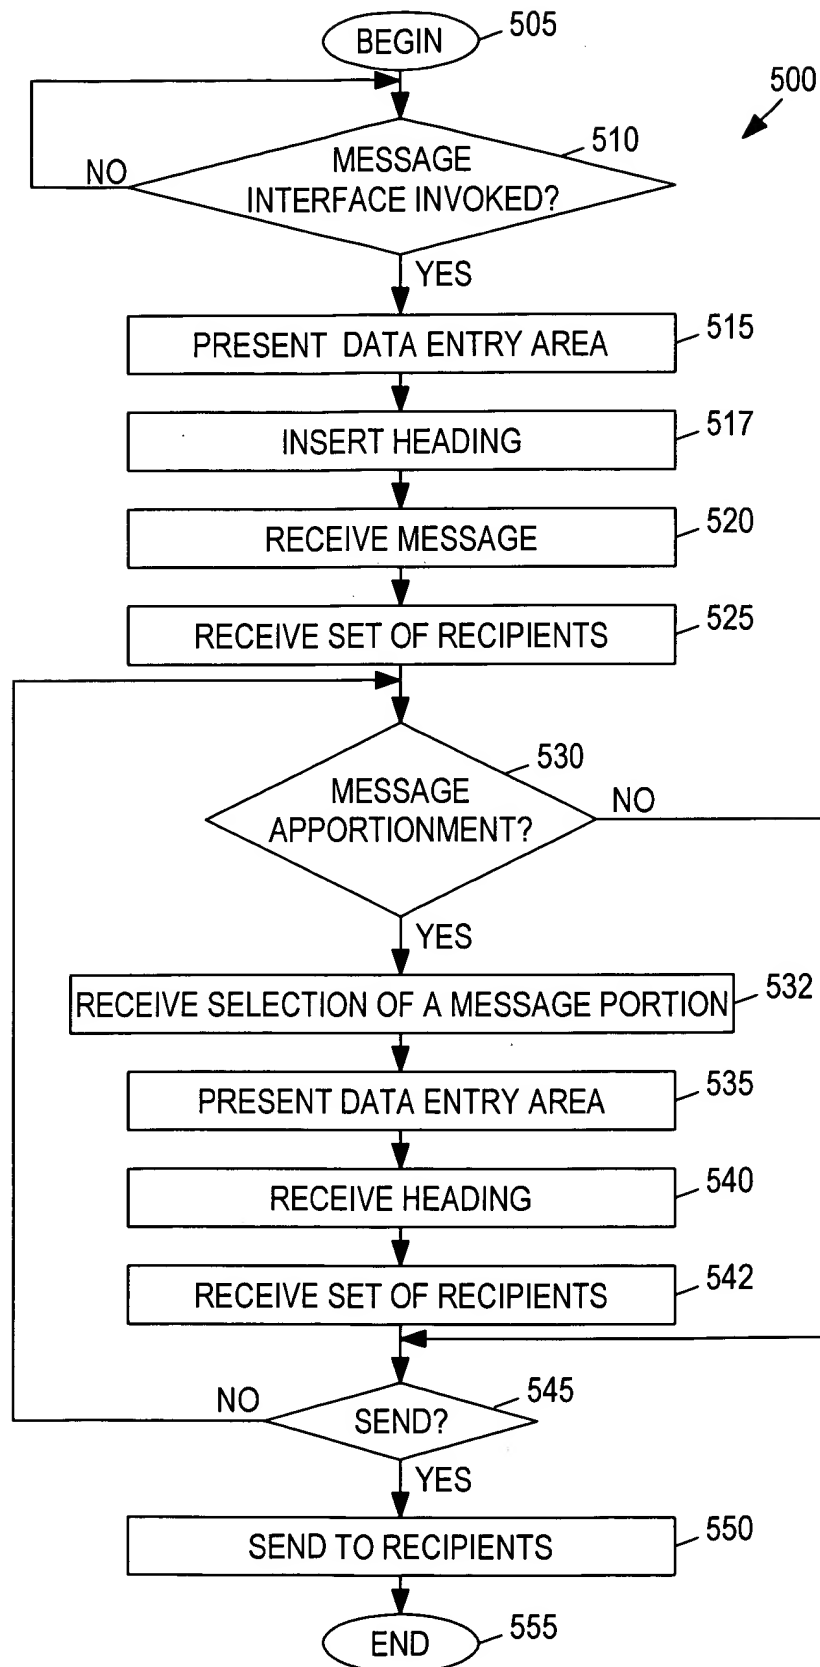 BEGIN
505
500
MESSAGE
INTERFACE INVOKED?
510
NO
YES
PRESENT DATA ENTRY AREA
515
INSERT HEADING
517
RECEIVE MESSAGE
520
RECEIVE SET OF RECIPIENTS
525
MESSAGE
APPORTIONMENT?
530
NO
YES
RECEIVE SELECTION OF A MESSAGE PORTION
532
PRESENT DATA ENTRY AREA
535
RECEIVE HEADING
540
RECEIVE SET OF RECIPIENTS
542
NO
SEND?
545
YES
SEND TO RECIPIENTS
550
END
555